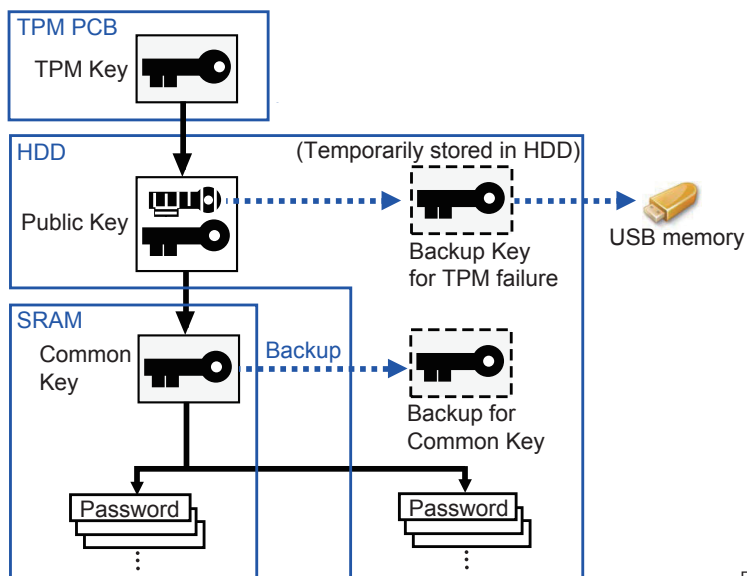 TPM PCB
TPM Key
HDD
(Temporarily stored in HDD)
Public Key
Backup Key
for TPM failure
USB memory
SRAM
Common
Key
Backup
Backup for
Common Key
Password
Password